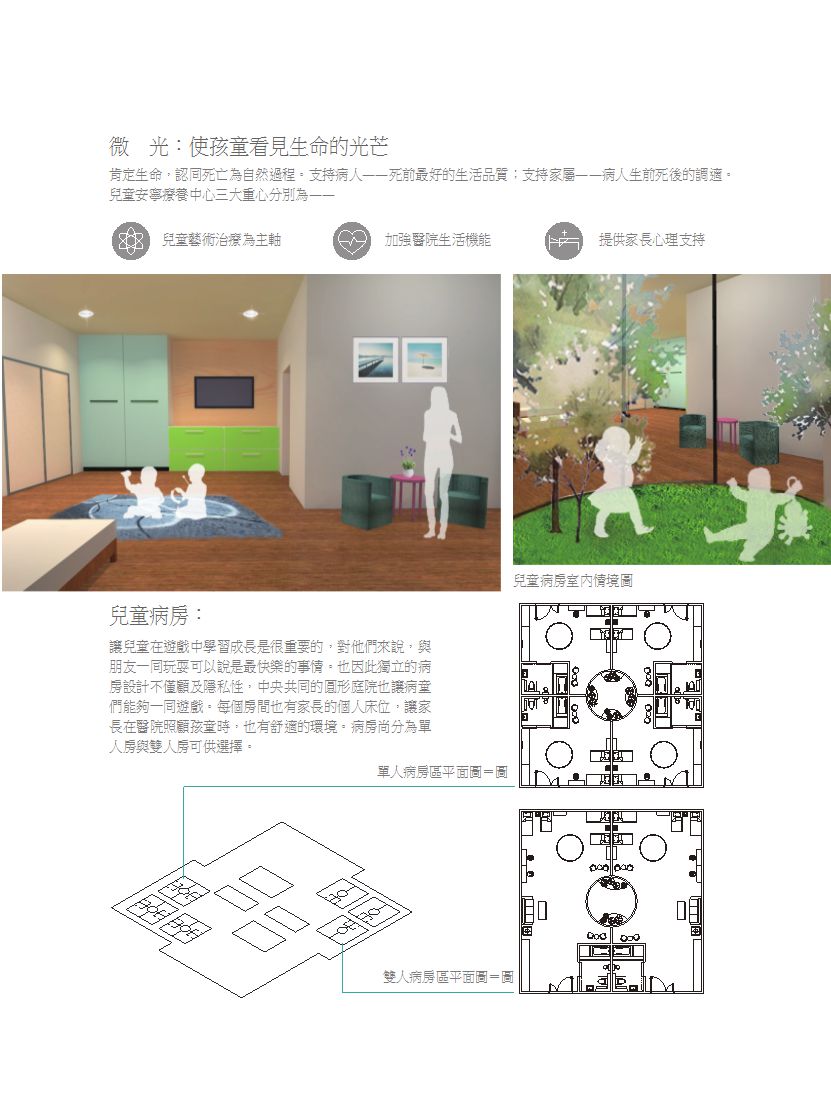 微　光：使孩童看見生命的光芒
肯定生命，認同死亡為自然過程。支持病人——死前最好的生活品質；支持家屬——病人生前死後的調適。
兒童安寧療養中心三大重心分別為——
兒童藝術治療為主軸
加強醫院生活機能
提供家長心理支持
兒童病房室內情境圖
兒童病房：
讓兒童在遊戲中學習成長是很重要的，對他們來說，與
朋友一同玩耍可以說是最快樂的事情。也因此獨立的病
房設計不僅顧及隱私性，中央共同的圓形庭院也讓病童
們能夠一同遊戲。每個房間也有家長的個人床位，讓家
長在醫院照顧孩童時，也有舒適的環境。病房尚分為單
人房與雙人房可供選擇。
單人病房區平面圖＝圖
雙人病房區平面圖＝圖